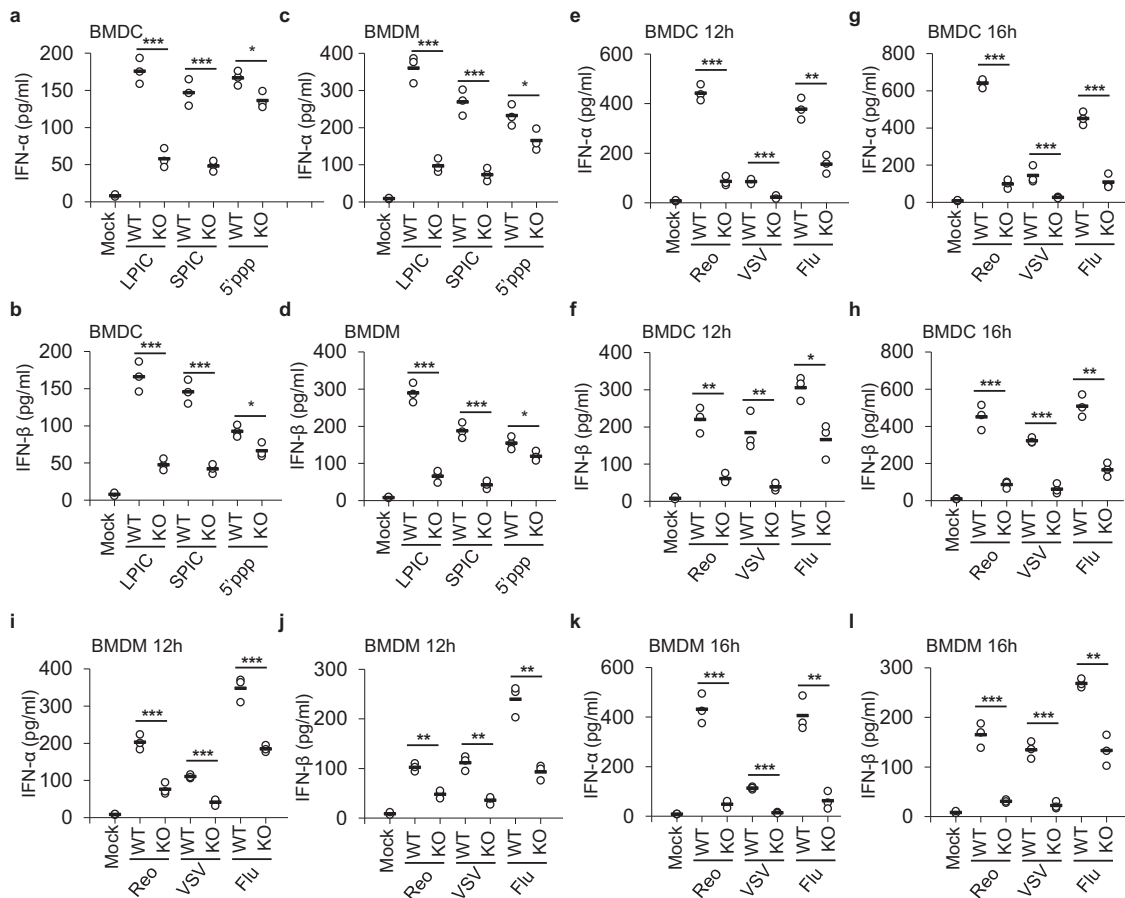 a
BMDC
IFN-α (pg/ml)
200
150
100
50
0
***
***
*
Mock
WT
KO
WT
KO
WT
KO
LPIC
SPIC
5'ppp
c
BMDM
IFN-α (pg/ml)
400
300
200
100
0
***
***
*
Mock
WT
KO
WT
KO
WT
KO
LPIC
SPIC
5'ppp
e
BMDC 12h
IFN-α (pg/ml)
600
400
200
0
***
***
**
Mock
WT
KO
WT
KO
WT
KO
Reo
VSV
Flu
g
BMDC 16h
IFN-α (pg/ml)
800
600
400
200
0
***
***
***
Mock
WT
KO
WT
KO
WT
KO
Reo
VSV
Flu
b
BMDC
IFN-β (pg/ml)
200
150
100
50
0
***
***
*
Mock
WT
KO
WT
KO
WT
KO
LPIC
SPIC
5'ppp
d
BMDM
IFN-β (pg/ml)
400
300
200
100
0
***
***
*
Mock
WT
KO
WT
KO
WT
KO
LPIC
SPIC
5'ppp
f
BMDC 12h
IFN-β (pg/ml)
400
300
200
100
0
**
**
*
Mock
WT
KO
WT
KO
WT
KO
Reo
VSV
Flu
h
BMDC 16h
IFN-β (pg/ml)
800
600
400
200
0
***
***
**
Mock
WT
KO
WT
KO
WT
KO
Reo
VSV
Flu
i
BMDM 12h
IFN-α (pg/ml)
400
300
200
100
0
***
***
***
Mock
WT
KO
WT
KO
WT
KO
Reo
VSV
Flu
j
BMDM 12h
IFN-β (pg/ml)
300
200
100
0
**
**
**
Mock
WT
KO
WT
KO
WT
KO
Reo
VSV
Flu
k
BMDM 16h
IFN-α (pg/ml)
600
400
200
0
***
***
**
Mock
WT
KO
WT
KO
WT
KO
Reo
VSV
Flu
l
BMDM 16h
IFN-β (pg/ml)
300
200
100
0
***
***
**
Mock
WT
KO
WT
KO
WT
KO
Reo
VSV
Flu